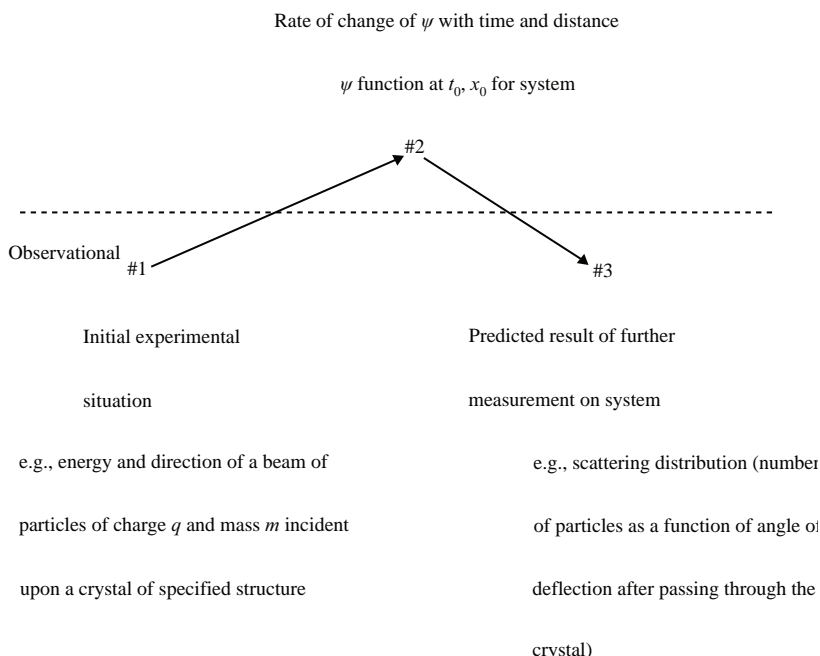 Rate of change of ψ with time and distance
ψ function at t₀, x₀ for system
#2
Observational
#1
#3
Initial experimental
situation
Predicted result of further
measurement on system
e.g., energy and direction of a beam of
particles of charge q and mass m incident
upon a crystal of specified structure
e.g., scattering distribution (number
of particles as a function of angle of
deflection after passing through the
crystal)